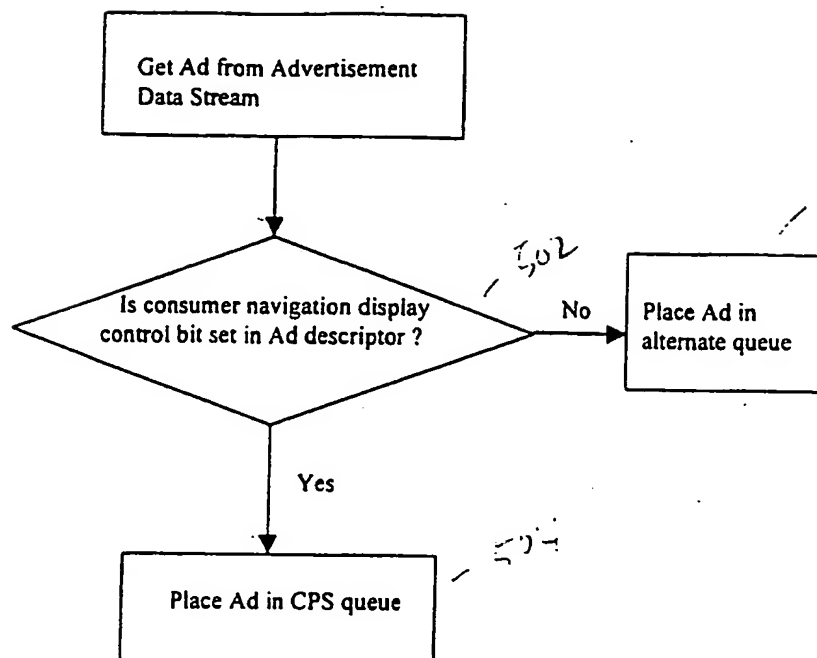 Get Ad from Advertisement
Data Stream
502
Is consumer navigation display
control bit set in Ad descriptor ?
No
Place Ad in
alternate queue
Yes
504
Place Ad in CPS queue